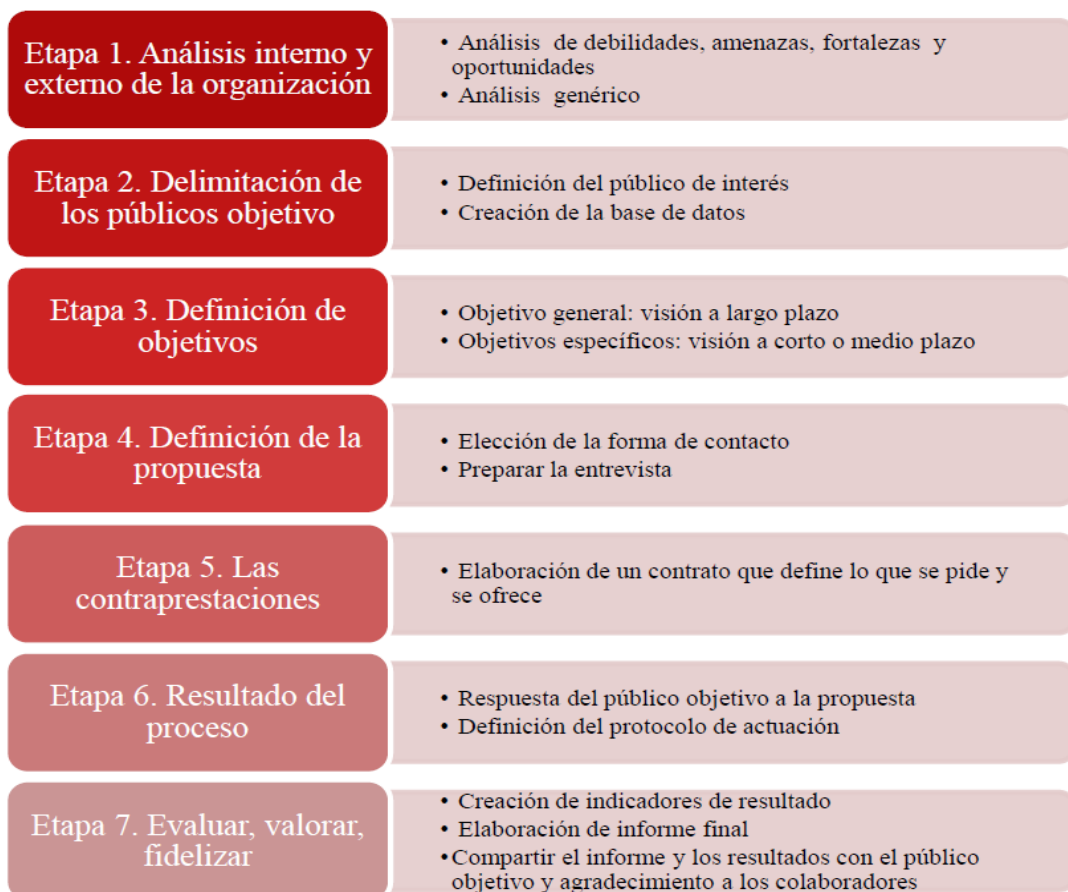 Etapa 1. Análisis interno y
externo de la organización
• Análisis de debilidades, amenazas, fortalezas y
oportunidades
• Análisis genérico
Etapa 2. Delimitación de
los públicos objetivo
• Definición del público de interés
• Creación de la base de datos
Etapa 3. Definición de
objetivos
• Objetivo general: visión a largo plazo
• Objetivos específicos: visión a corto o medio plazo
Etapa 4. Definición de la
propuesta
• Elección de la forma de contacto
• Preparar la entrevista
Etapa 5. Las
contraprestaciones
• Elaboración de un contrato que define lo que se pide y
se ofrece
Etapa 6. Resultado del
proceso
• Respuesta del público objetivo a la propuesta
• Definición del protocolo de actuación
Etapa 7. Evaluar, valorar,
fidelizar
• Creación de indicadores de resultado
• Elaboración de informe final
• Compartir el informe y los resultados con el público
objetivo y agradecimiento a los colaboradores